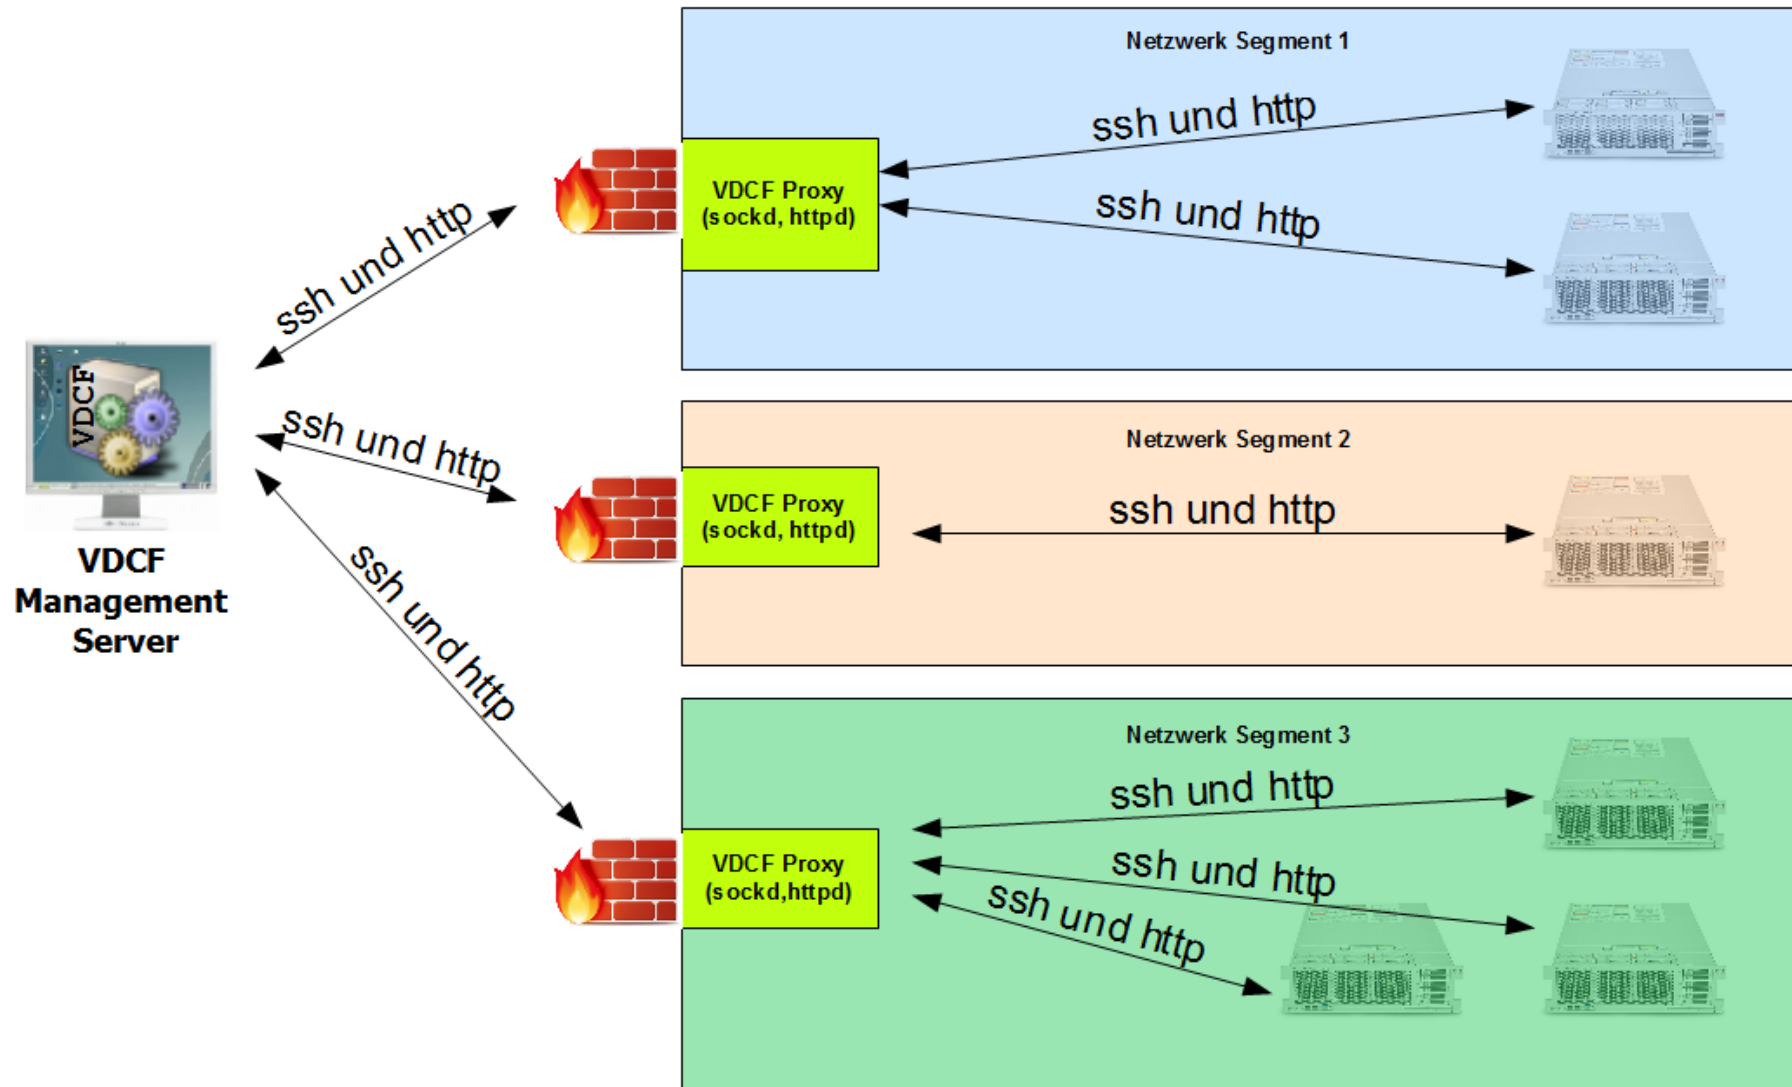 Netzwerk Segment 1
ssh und http
ssh und http
VDCF Proxy
(sockd, httpd)
ssh und http
VDCF
VDCF
Management
Server
ssh und http
Netzwerk Segment 2
VDCF Proxy
(sockd, httpd)
ssh und http
ssh und http
Netzwerk Segment 3
ssh und http
VDCF Proxy
(sockd,httpd)
ssh und http
ssh und http